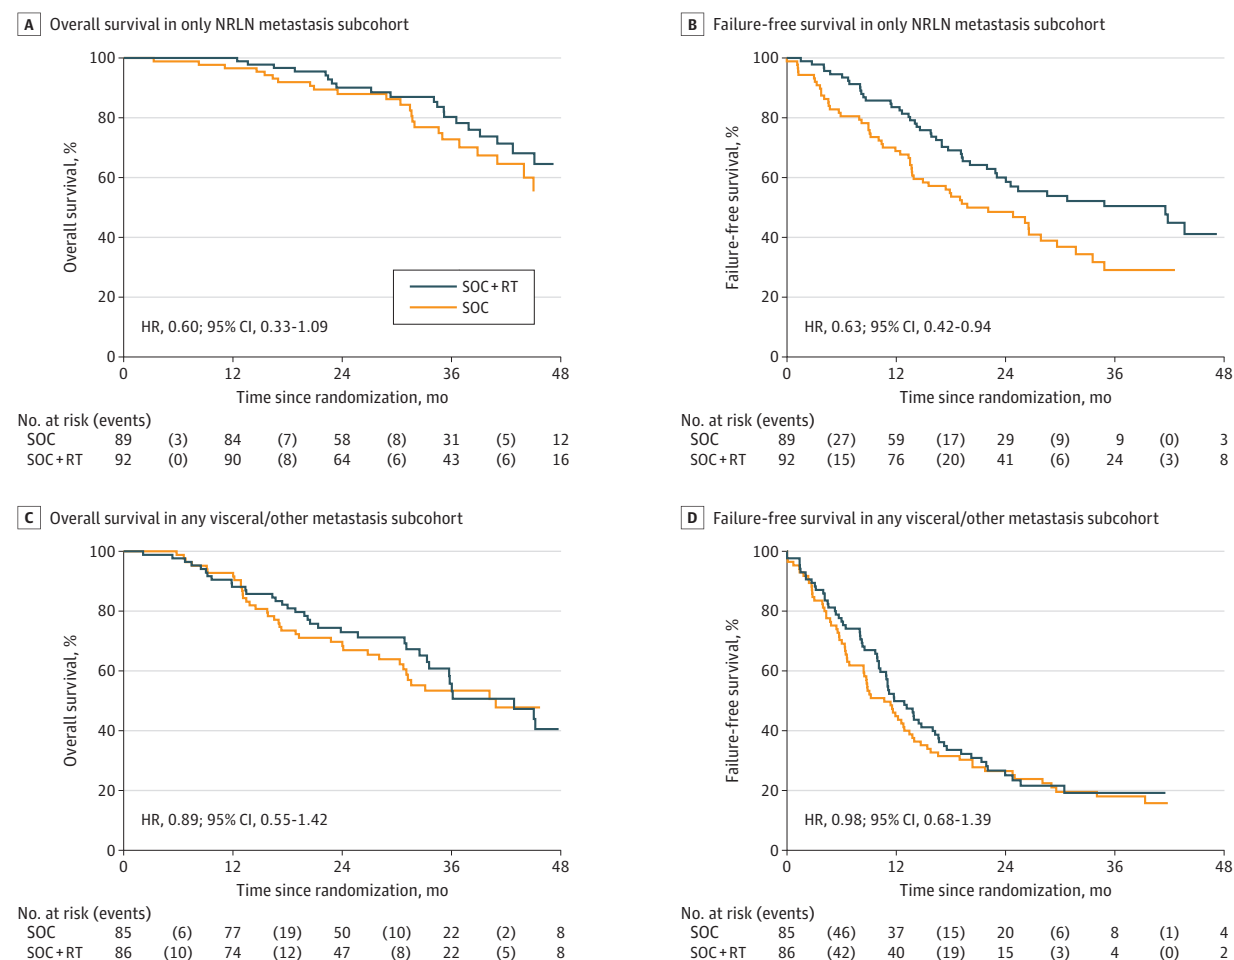 A Overall survival in only NRLN metastasis subcohort
100
80
60
40
20
0
Overall survival, %
SOC+RT
SOC
HR, 0.60; 95% CI, 0.33-1.09
0 12 24 36 48
Time since randomization, mo
No. at risk (events)
SOC 89 (3) 84 (7) 58 (8) 31 (5) 12
SOC+RT 92 (0) 90 (8) 64 (6) 43 (6) 16
B Failure-free survival in only NRLN metastasis subcohort
100
80
60
40
20
0
Failure-free survival, %
HR, 0.63; 95% CI, 0.42-0.94
0 12 24 36 48
Time since randomization, mo
No. at risk (events)
SOC 89 (27) 59 (17) 29 (9) 9 (0) 3
SOC+RT 92 (15) 76 (20) 41 (6) 24 (3) 8
C Overall survival in any visceral/other metastasis subcohort
100
80
60
40
20
0
Overall survival, %
HR, 0.89; 95% CI, 0.55-1.42
0 12 24 36 48
Time since randomization, mo
No. at risk (events)
SOC 85 (6) 77 (19) 50 (10) 22 (2) 8
SOC+RT 86 (10) 74 (12) 47 (8) 22 (5) 8
D Failure-free survival in any visceral/other metastasis subcohort
100
80
60
40
20
0
Failure-free survival, %
HR, 0.98; 95% CI, 0.68-1.39
0 12 24 36 48
Time since randomization, mo
No. at risk (events)
SOC 85 (46) 37 (15) 20 (6) 8 (1) 4
SOC+RT 86 (42) 40 (19) 15 (3) 4 (0) 2